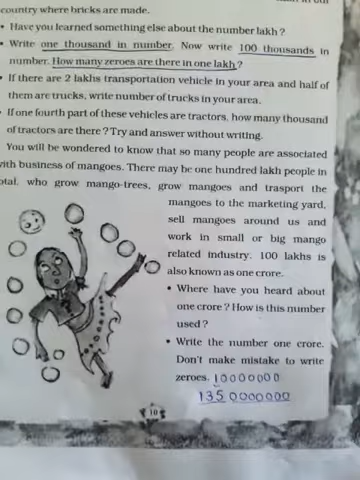 country where bricks are made.
• Have you learned something else about the number lakh ?
• Write one thousand in number. Now write 100 thousands in
number. How many zeroes are there in one lakh ?
• If there are 2 lakhs transportation vehicle in your area and half of
them are trucks, write number of trucks in your area.
• If one fourth part of these vehicles are tractors, how many thousand
of tractors are there ? Try and answer without writing.
You will be wondered to know that so many people are associated
with business of mangoes. There may be one hundred lakh people in
total, who grow mango-trees, grow mangoes and trasport the
mangoes to the marketing yard,
sell mangoes around us and
work in small or big mango
related industry. 100 lakhs is
also known as one crore.
• Where have you heard about
one crore ? How is this number
used ?
• Write the number one crore.
Don't make mistake to write
zeroes. 10000000
1350000000
10